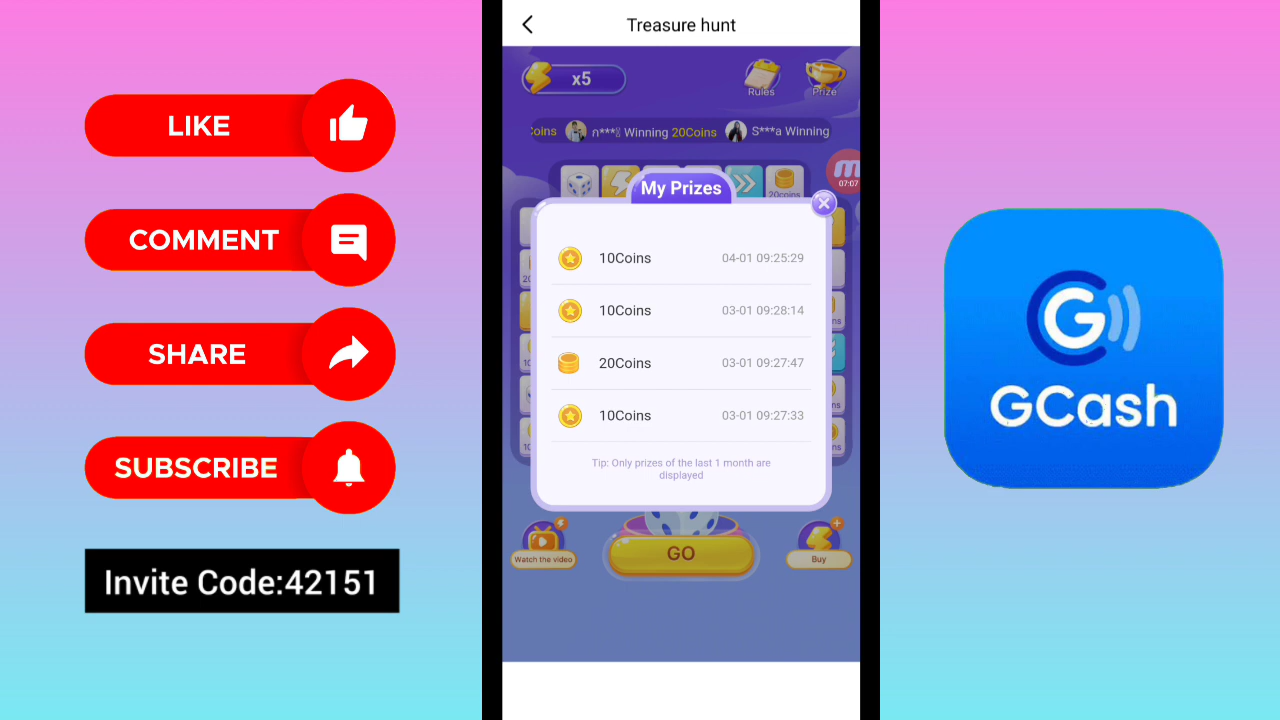 LIKE
COMMENT
SHARE
SUBSCRIBE
Invite Code:42151
Treasure hunt
x5
Rules
Prize
Coins
Winning 20Coins
S***a Winning
07:07
20coins
My Prizes
10Coins 04-01 09:25:29
10Coins 03-01 09:28:14
20Coins 03-01 09:27:47
10Coins 03-01 09:27:33
Tip: Only prizes of the last 1 month are
displayed
Watch the video
GO
Buy
G
GCash